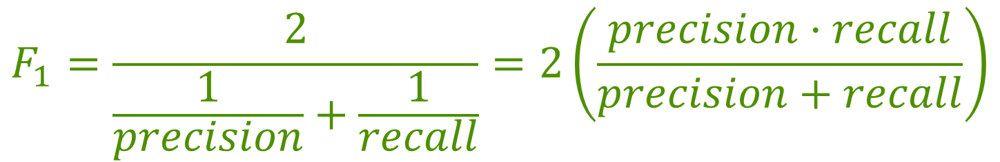 F₁ = 2 / (1/precision + 1/recall) = 2 (precision · recall / precision + recall)